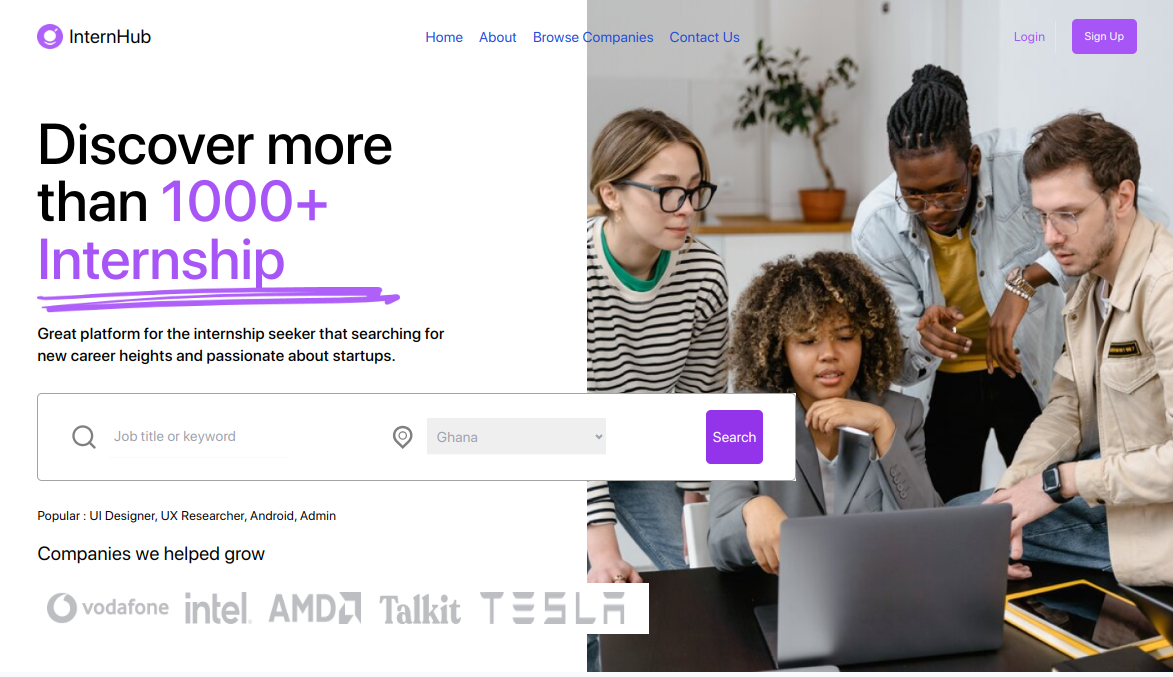 InternHub
Home About Browse Companies Contact Us
Login Sign Up
Discover more
than 1000+
Internship
Great platform for the internship seeker that searching for
new career heights and passionate about startups.
Job title or keyword
Ghana
Search
Popular : UI Designer, UX Researcher, Android, Admin
Companies we helped grow
vodafone intel. AMD Talkit TESLA